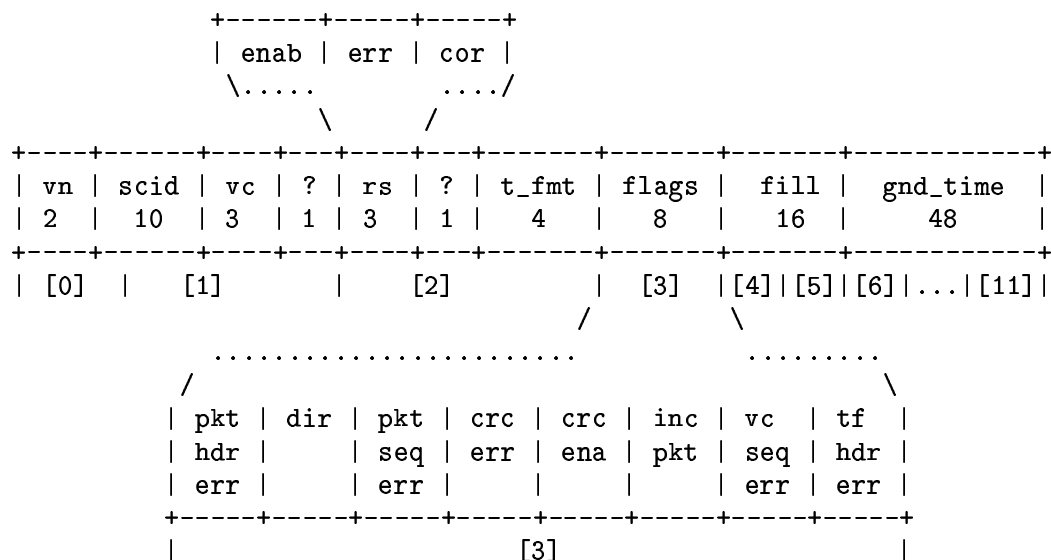 +------+-----+-----+
| enab | err | cor |
\..... ..../
\ /
+----+------+----+---+----+---+-------+-------+-------+------------+
| vn | scid | vc | ? | rs | ? | t_fmt | flags | fill | gnd_time |
| 2 | 10 | 3 | 1 | 3 | 1 | 4 | 8 | 16 | 48 |
+----+------+----+---+----+---+-------+-------+-------+------------+
| [0] | [1] | [2] | [3] |[4]|[5]|[6]|...|[11]|
/ \
........................ .........
/ \
| pkt | dir | pkt | crc | crc | inc | vc | tf |
| hdr | | seq | err | ena | pkt | seq | hdr |
| err | | err | | | | err | err |
+-----+-----+-----+-----+-----+-----+-----+-----+
| [3] |